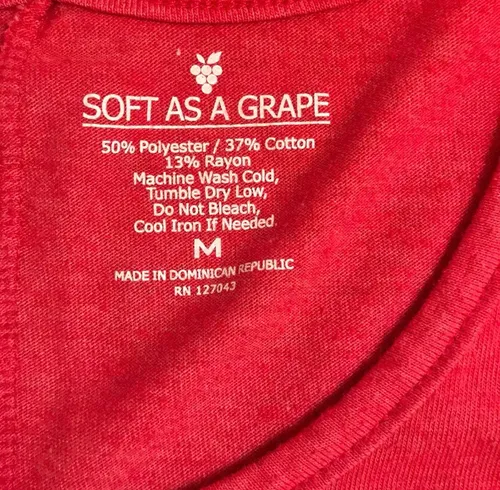 SOFT AS A GRAPE
50% Polyester / 37% Cotton
13% Rayon
Machine Wash Cold,
Tumble Dry Low,
Do Not Bleach,
Cool Iron If Needed.
M
MADE IN DOMINICAN REPUBLIC
RN 127043